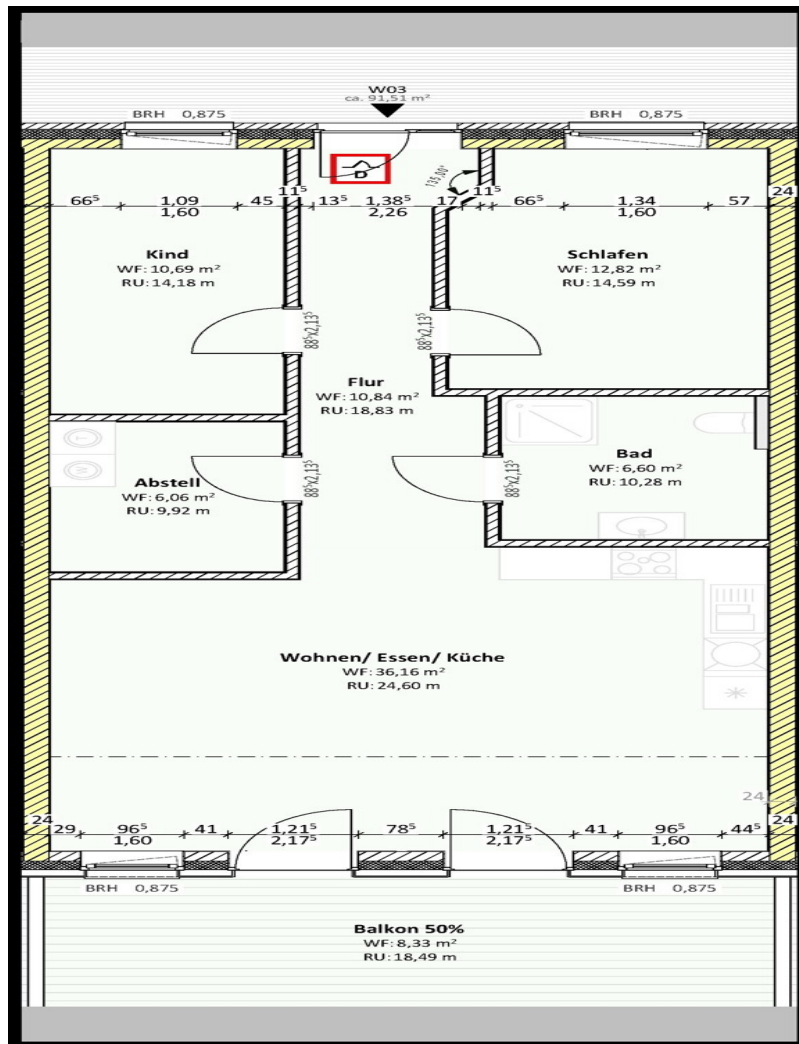 W03
ca. 91,51 m²
BRH 0,875
BRH 0,875
D
135,00°
66⁵ 1,09 45 11⁵ 13⁵ 1,38⁵ 17 11⁵ 66⁵ 1,34 57 24
1,60 2,26 1,60
Kind
WF: 10,69 m²
RU: 14,18 m
Schlafen
WF: 12,82 m²
RU: 14,59 m
88⁵x2,13⁵
88⁵x2,13⁵
Flur
WF: 10,84 m²
RU: 18,83 m
Abstell
WF: 6,06 m²
RU: 9,92 m
88⁵x2,13⁵
88⁵x2,13⁵
Bad
WF: 6,60 m²
RU: 10,28 m
Wohnen/ Essen/ Küche
WF: 36,16 m²
RU: 24,60 m
24
24 29 96⁵ 41 1,21⁵ 78⁵ 1,21⁵ 41 96⁵ 44⁵ 24
1,60 2,17⁵ 2,17⁵ 1,60
BRH 0,875
BRH 0,875
Balkon 50%
WF: 8,33 m²
RU: 18,49 m